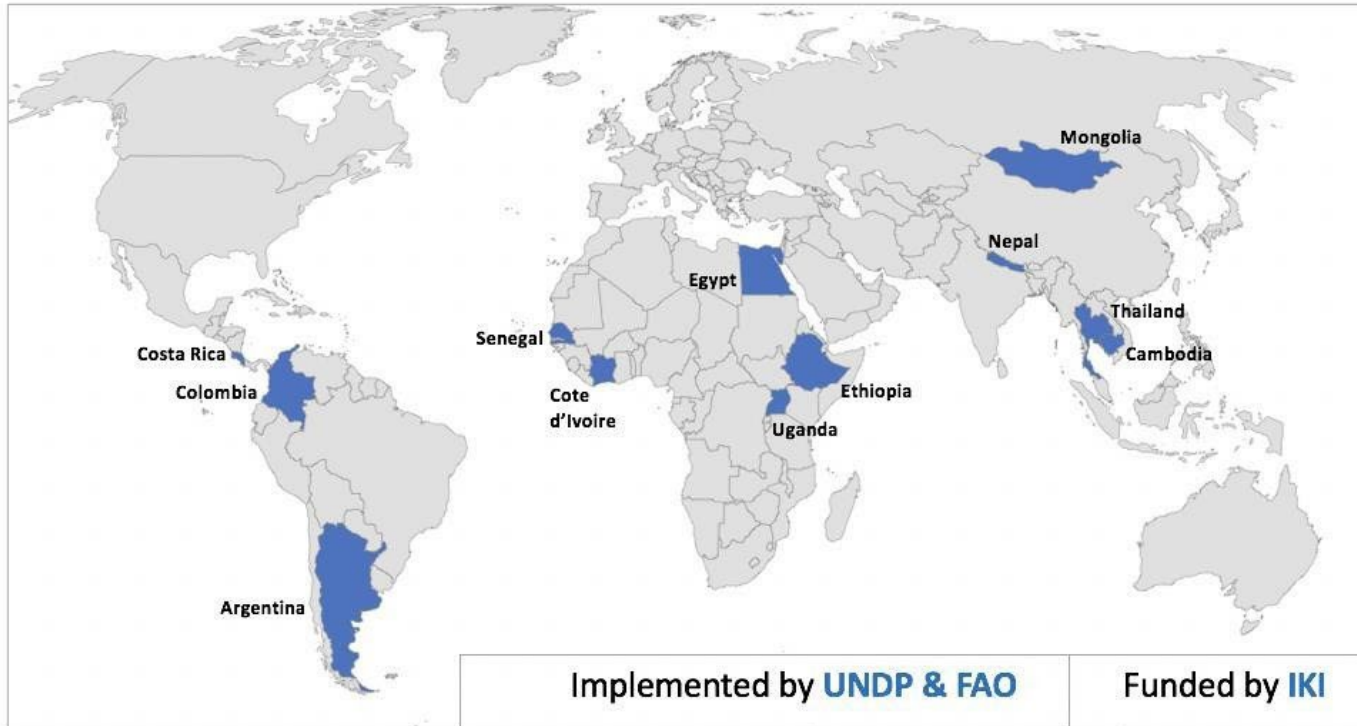 Mongolia
Nepal
Egypt
Thailand
Senegal
Costa Rica
Cambodia
Colombia
Ethiopia
Cote
d’Ivoire
Uganda
Argentina
Implemented by UNDP & FAO
Funded by IKI